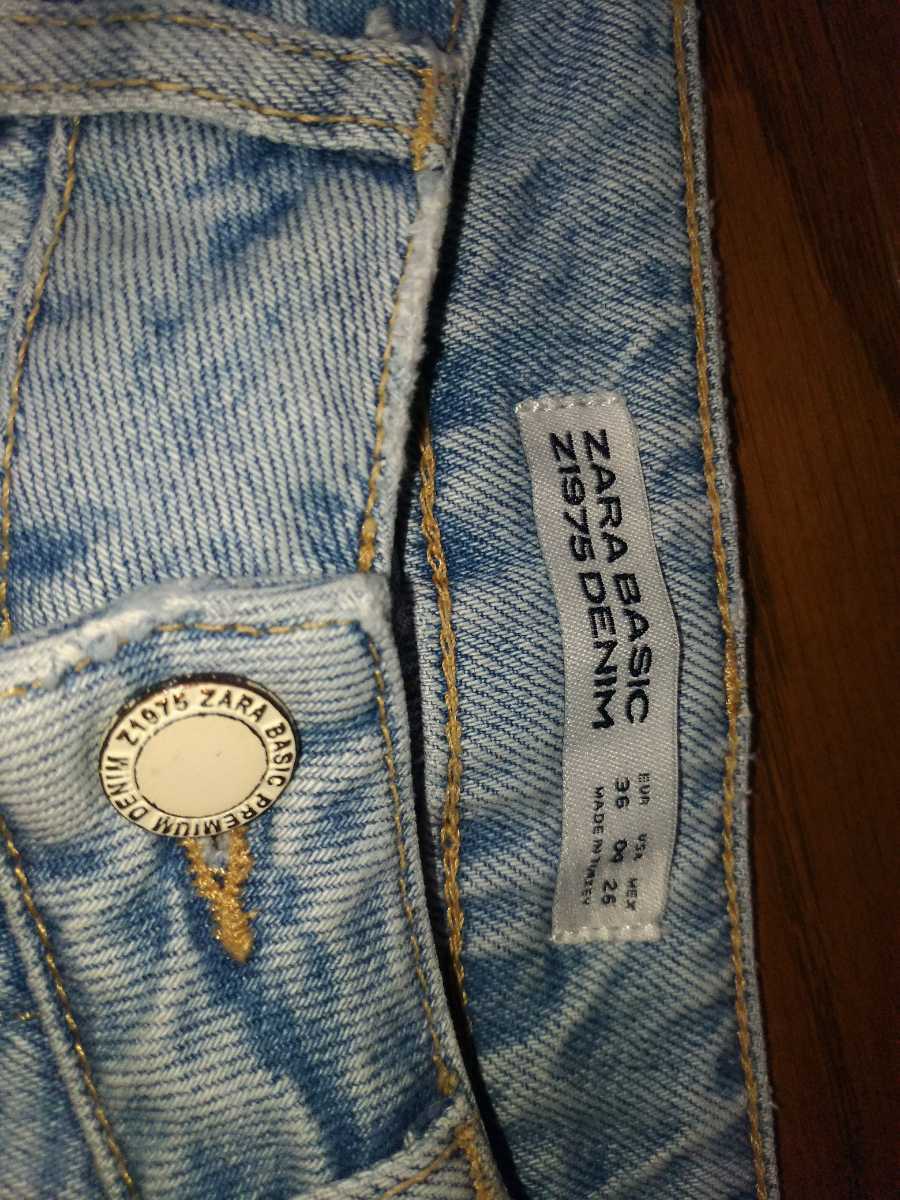 ZARA BASIC
Z1975 DENIM
EUR USA MEX
36 04 26
MADE IN TURKEY
Z1975 ZARA BASIC PREMIUM DENIM